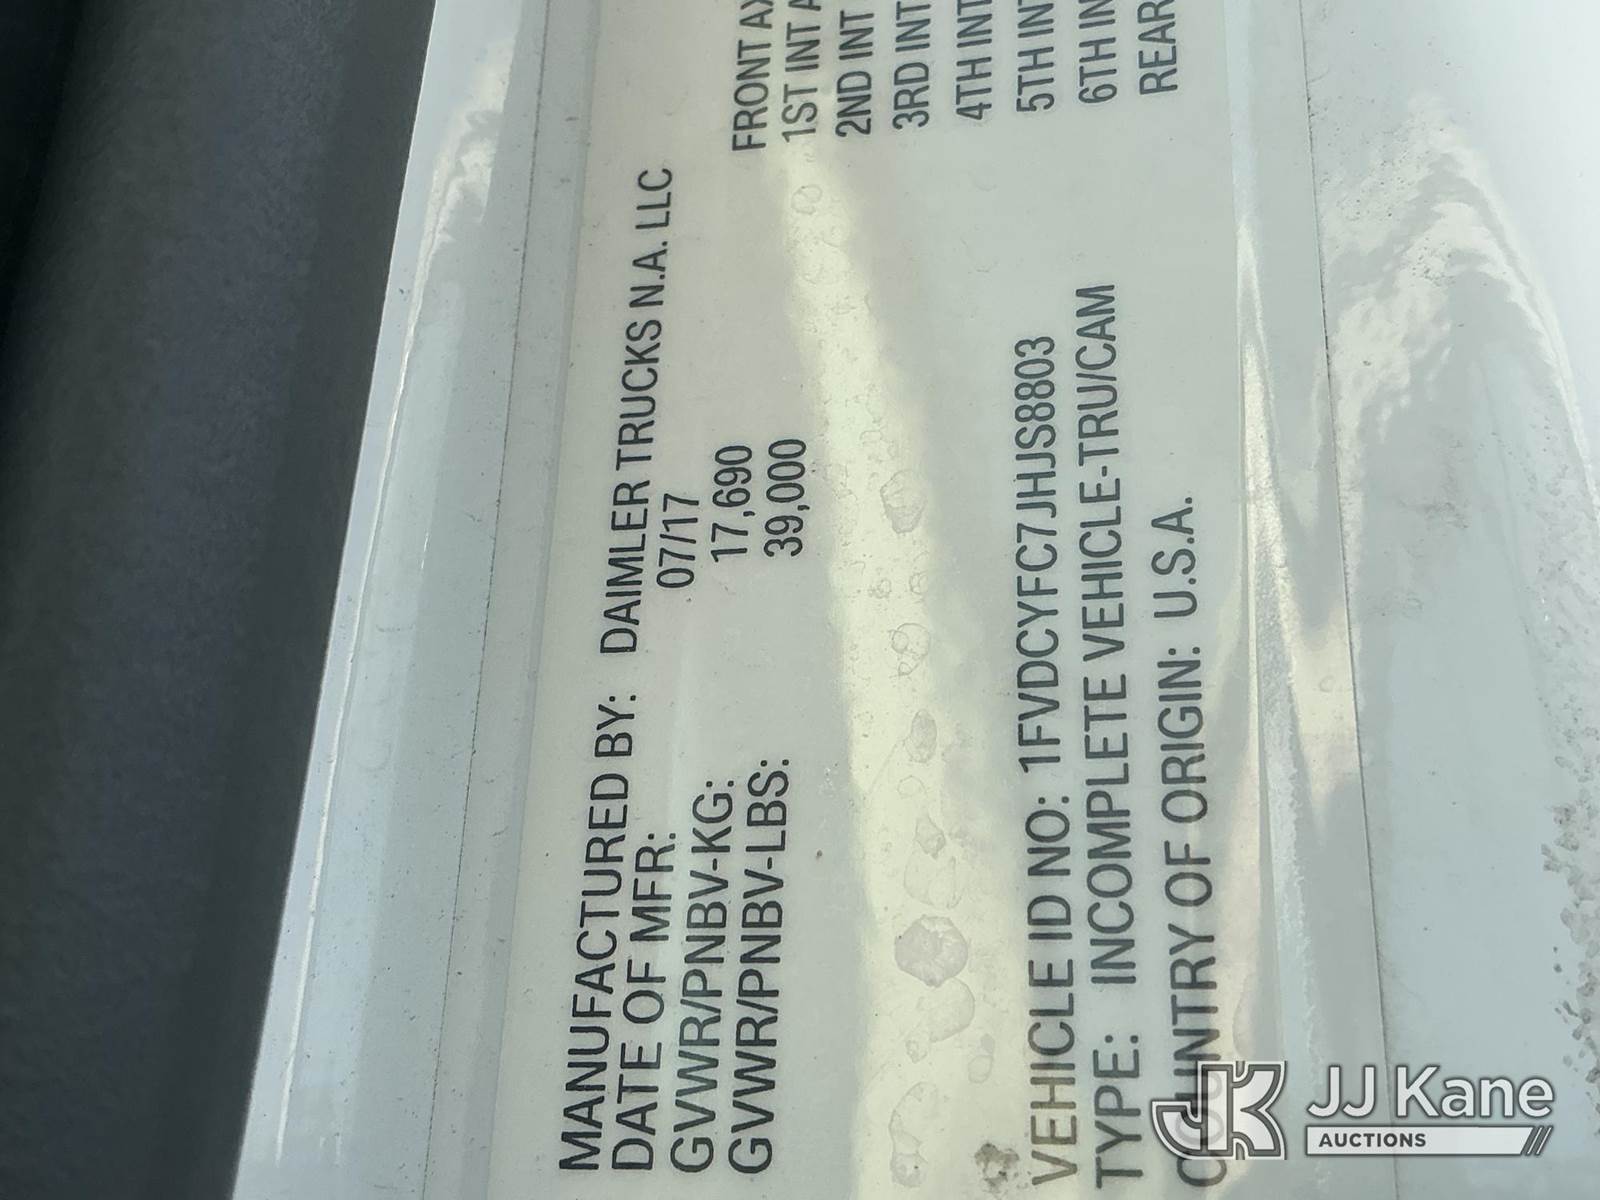 MANUFACTURED BY: DAIMLER TRUCKS N.A. LLC
DATE OF MFR: 07/17
GVWR/PNBV-KG: 17,690
GVWR/PNBV-LBS: 39,000
FRONT AX
1ST INT A
2ND INT
3RD INT
4TH INT
5TH INT
6TH IN
REAR
VEHICLE ID NO: 1FVDCYFC7JHJS8803
TYPE: INCOMPLETE VEHICLE-TRU/CAM
COUNTRY OF ORIGIN: U.S.A.
JK JJ Kane
AUCTIONS